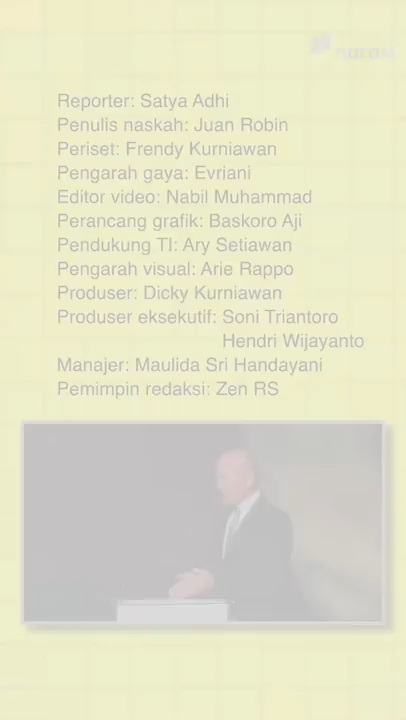 narasi
Reporter: Satya Adhi
Penulis naskah: Juan Robin
Periset: Frendy Kurniawan
Pengarah gaya: Evriani
Editor video: Nabil Muhammad
Perancang grafik: Baskoro Aji
Pendukung TI: Ary Setiawan
Pengarah visual: Arie Rappo
Produser: Dicky Kurniawan
Produser eksekutif: Soni Triantoro
Hendri Wijayanto
Manajer: Maulida Sri Handayani
Pemimpin redaksi: Zen RS